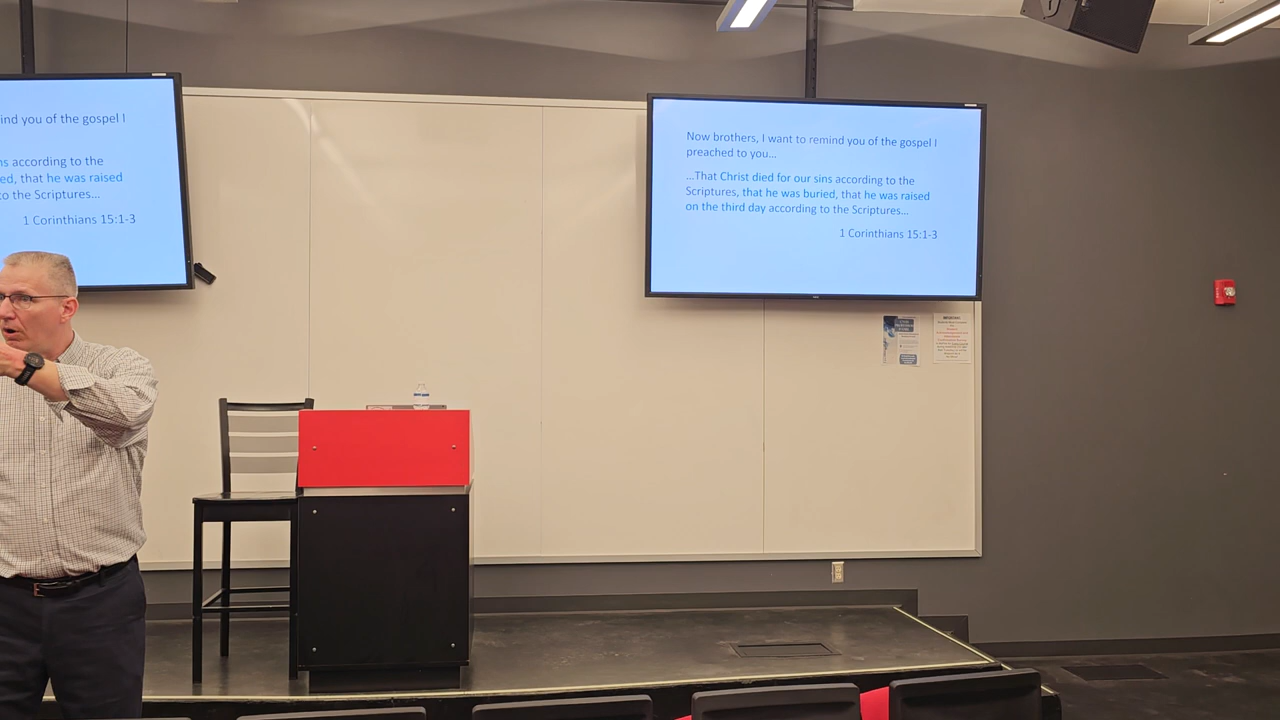 ind you of the gospel I
ns according to the
ed, that he was raised
to the Scriptures...
1 Corinthians 15:1-3
Now brothers, I want to remind you of the gospel I
preached to you...
...That Christ died for our sins according to the
Scriptures, that he was buried, that he was raised
on the third day according to the Scriptures...
1 Corinthians 15:1-3